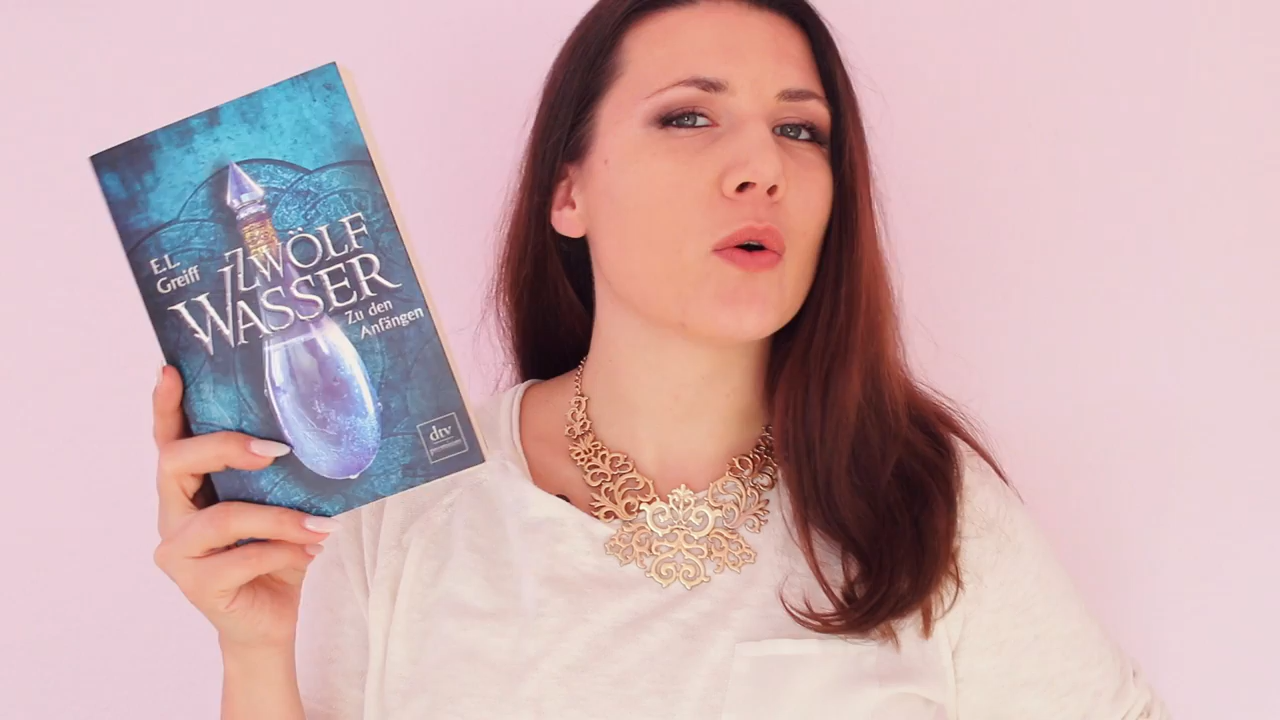 E.L.
Greiff
ZWÖLF
WASSER
Zu den
Anfängen
dtv